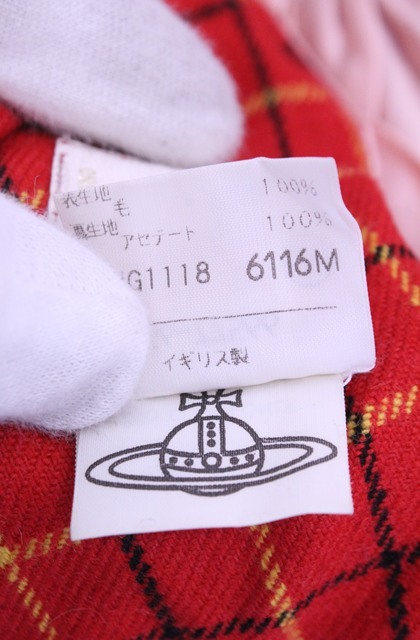 表生地 100%
毛
裏生地 100%
アセテート
G1118 6116M
イギリス製